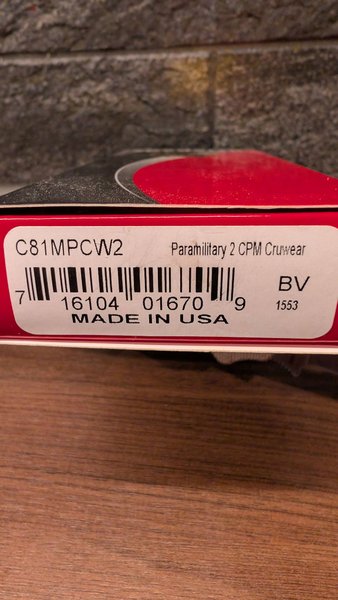 C81MPCW2 Paramilitary 2 CPM Cruwear
7 16104 01670 9 BV
MADE IN USA 1553